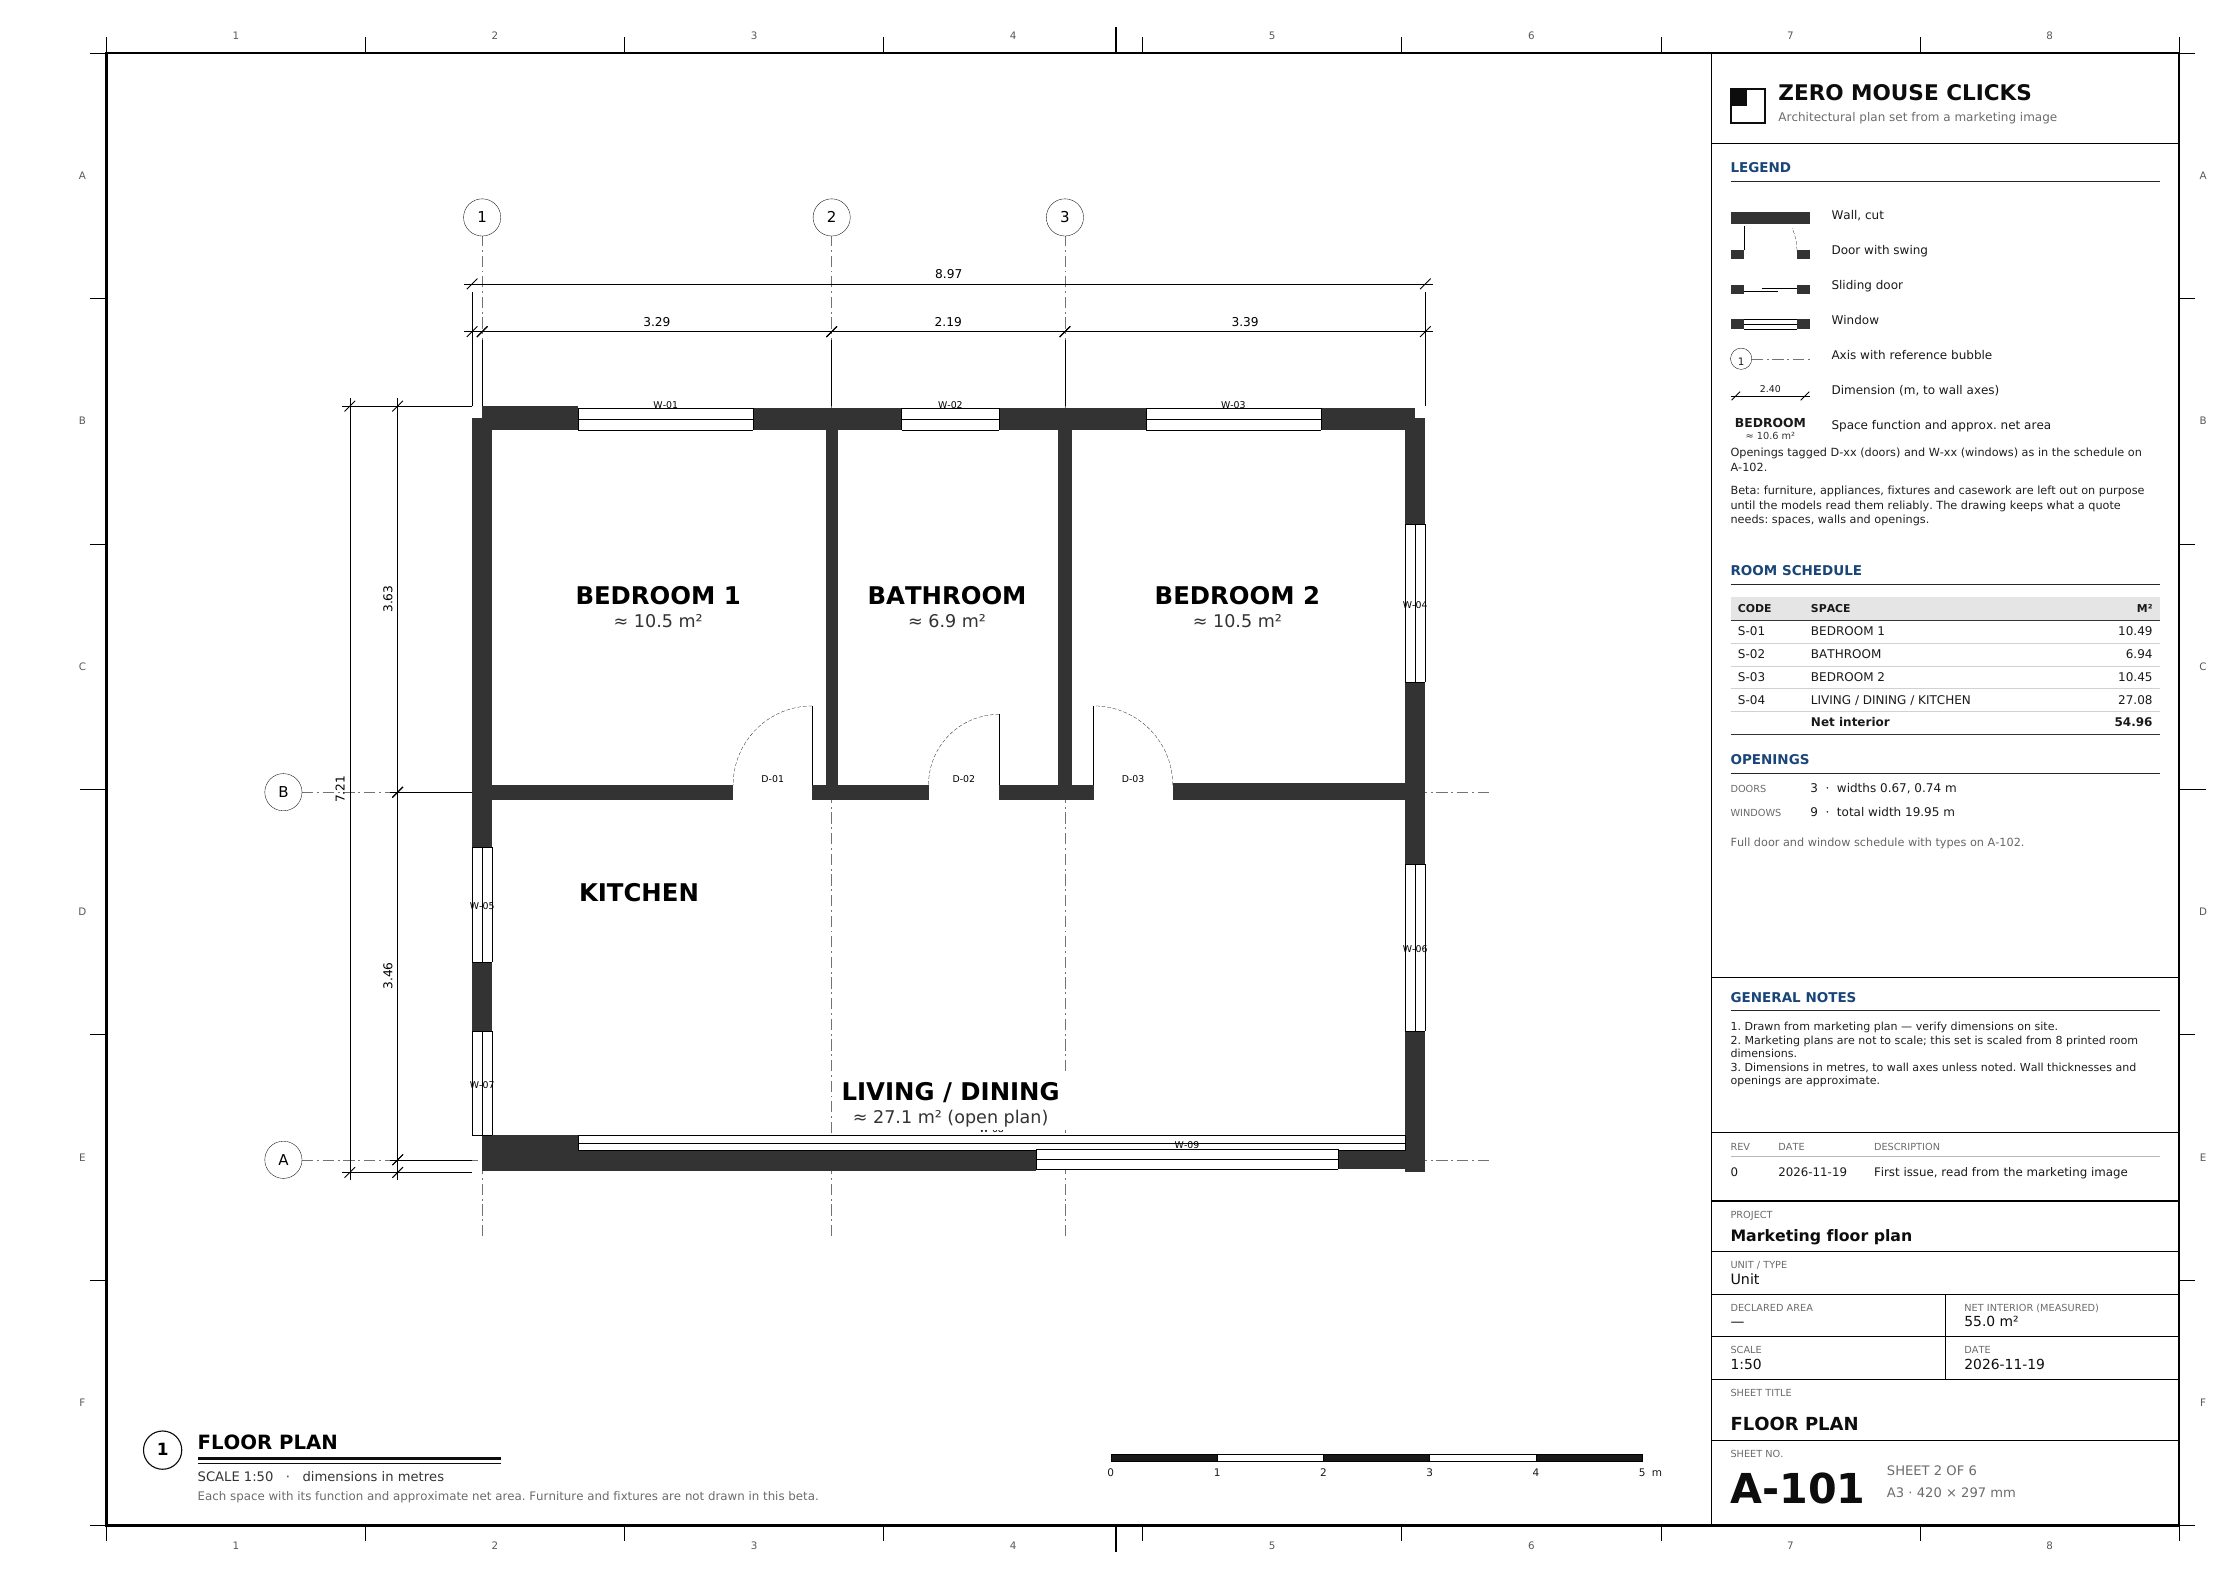 1 2 3 4 5 6 7 8
A
B
C
D
E
F
A
B
C
D
E
F
1 2 3
8.97
3.29 2.19 3.39
W-01 W-02 W-03
3.63
7.21
3.46
BEDROOM 1
≈ 10.5 m²
BATHROOM
≈ 6.9 m²
BEDROOM 2
≈ 10.5 m²
W-04
D-01 D-02 D-03
B
KITCHEN
W-05
W-06
W-07
LIVING / DINING
≈ 27.1 m² (open plan)
W-09
A
1
FLOOR PLAN
SCALE 1:50 · dimensions in metres
Each space with its function and approximate net area. Furniture and fixtures are not drawn in this beta.
0 1 2 3 4 5 m
1 2 3 4 5 6 7 8
ZERO MOUSE CLICKS
Architectural plan set from a marketing image
LEGEND
Wall, cut
Door with swing
Sliding door
Window
1 Axis with reference bubble
2.40 Dimension (m, to wall axes)
BEDROOM
≈ 10.6 m²
Space function and approx. net area
Openings tagged D-xx (doors) and W-xx (windows) as in the schedule on
A-102.
Beta: furniture, appliances, fixtures and casework are left out on purpose
until the models read them reliably. The drawing keeps what a quote
needs: spaces, walls and openings.
ROOM SCHEDULE
CODE SPACE M²
S-01 BEDROOM 1 10.49
S-02 BATHROOM 6.94
S-03 BEDROOM 2 10.45
S-04 LIVING / DINING / KITCHEN 27.08
Net interior 54.96
OPENINGS
DOORS 3 · widths 0.67, 0.74 m
WINDOWS 9 · total width 19.95 m
Full door and window schedule with types on A-102.
GENERAL NOTES
1. Drawn from marketing plan — verify dimensions on site.
2. Marketing plans are not to scale; this set is scaled from 8 printed room
dimensions.
3. Dimensions in metres, to wall axes unless noted. Wall thicknesses and
openings are approximate.
REV DATE DESCRIPTION
0 2026-11-19 First issue, read from the marketing image
PROJECT
Marketing floor plan
UNIT / TYPE
Unit
DECLARED AREA
—
NET INTERIOR (MEASURED)
55.0 m²
SCALE
1:50
DATE
2026-11-19
SHEET TITLE
FLOOR PLAN
SHEET NO.
A-101
SHEET 2 OF 6
A3 · 420 × 297 mm